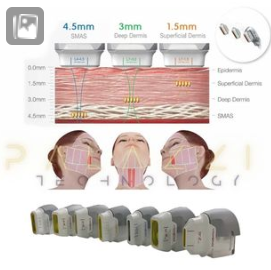 4.5mm 3mm 1.5mm
SMAS Deep Dermis Superficial Dermis
0.0mm
1.5mm
3.0mm
4.5mm
Epidermis
Superficial Dermis
Deep Dermis
SMAS
TECHNOLOGY